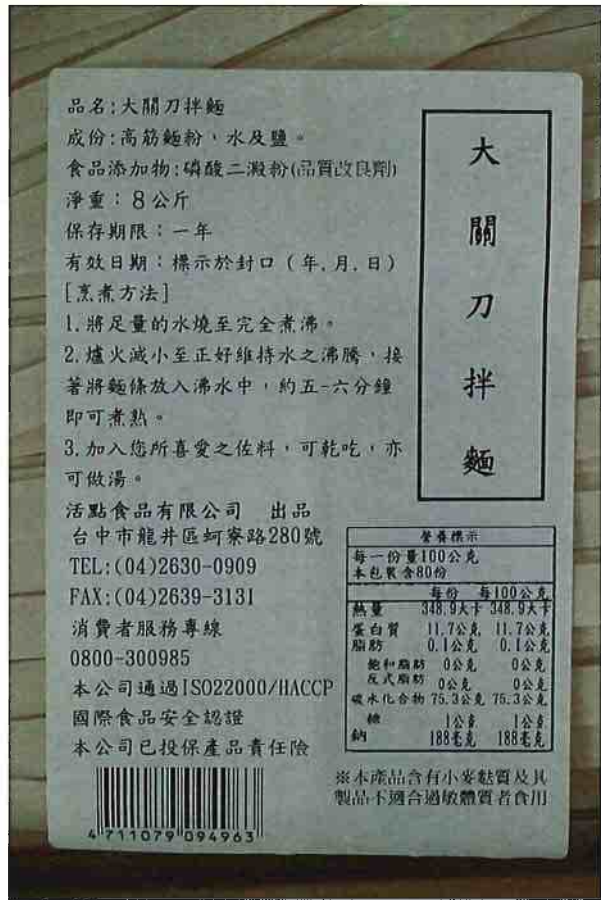 品名:大關刀拌麵
成份:高筋麵粉,水及鹽。
食品添加物:磷酸二澱粉(品質改良劑)
淨重:8公斤
保存期限:一年
有效日期:標示於封口(年,月,日)
[烹煮方法]
1.將足量的水燒至完全煮沸。
2.爐火減小至正好維持水之沸騰,接
著將麵條放入沸水中,約五-六分鐘
即可煮熟。
3.加入您所喜愛之佐料,可乾吃,亦
可做湯。
活點食品有限公司 出品
台中市龍井區蚵寮路280號
TEL:(04)2630-0909
FAX:(04)2639-3131
消費者服務專線
0800-300985
本公司通過ISO22000/HACCP
國際食品安全認證
本公司已投保產品責任險
4711079094963
大
關
刀
拌
麵
營養標示
每一份量100公克
本包裝含80份
每份 每100公克
熱量 348.9大卡 348.9大卡
蛋白質 11.7公克 11.7公克
脂肪 0.1公克 0.1公克
飽和脂肪 0公克 0公克
反式脂肪 0公克 0公克
碳水化合物 75.3公克 75.3公克
糖 1公克 1公克
鈉 188毫克 188毫克
※本產品含有小麥麩質及其
製品不適合過敏體質者食用